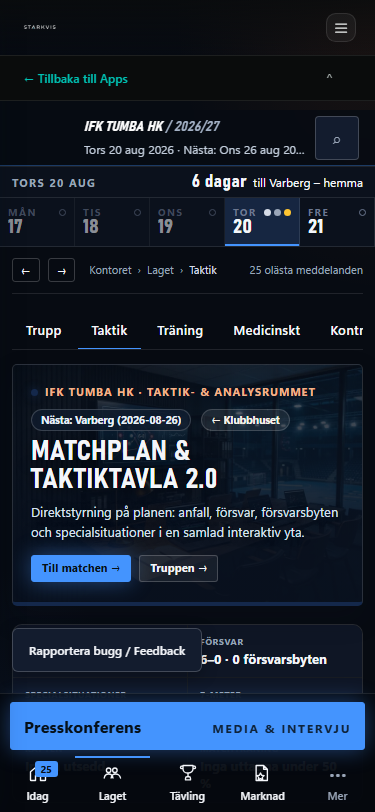 STARKVIS
← Tillbaka till Apps
^
IFK TUMBA HK / 2026/27
Tors 20 aug 2026 · Nästa: Ons 26 aug 20...
TORS 20 AUG
6 dagar till Varberg – hemma
MÅN
17
TIS
18
ONS
19
TOR
20
FRE
21
← →
Kontoret › Laget › Taktik
25 olästa meddelanden
Trupp Taktik Träning Medicinskt Kontr
IFK TUMBA HK · TAKTIK- & ANALYSRUMMET
Nästa: Varberg (2026-08-26)
← Klubbhuset
MATCHPLAN &
TAKTIKTAVLA 2.0
Direktstyrning på planen: anfall, försvar, försvarsbyten
och specialsituationer i en samlad interaktiv yta.
Till matchen →
Truppen →
FÖRSVAR
6–0 · 0 försvarsbyten
Rapportera bugg / Feedback
Presskonferens
MEDIA & INTERVJU
Inga uttagna under 50
%
25
Idag
Laget
Tävling
Marknad
Mer